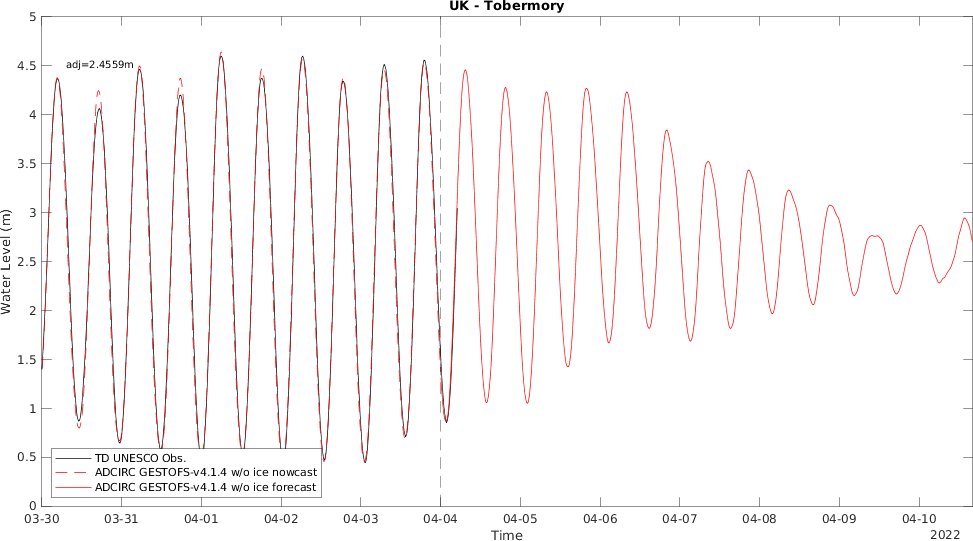 UK - Tobermory
5
4.5
4
3.5
3
2.5
2
1.5
1
0.5
0
Water Level (m)
adj=2.4559m
TD UNESCO Obs.
ADCIRC GESTOFS-v4.1.4 w/o ice nowcast
ADCIRC GESTOFS-v4.1.4 w/o ice forecast
03-30 03-31 04-01 04-02 04-03 04-04 04-05 04-06 04-07 04-08 04-09 04-10
Time
2022